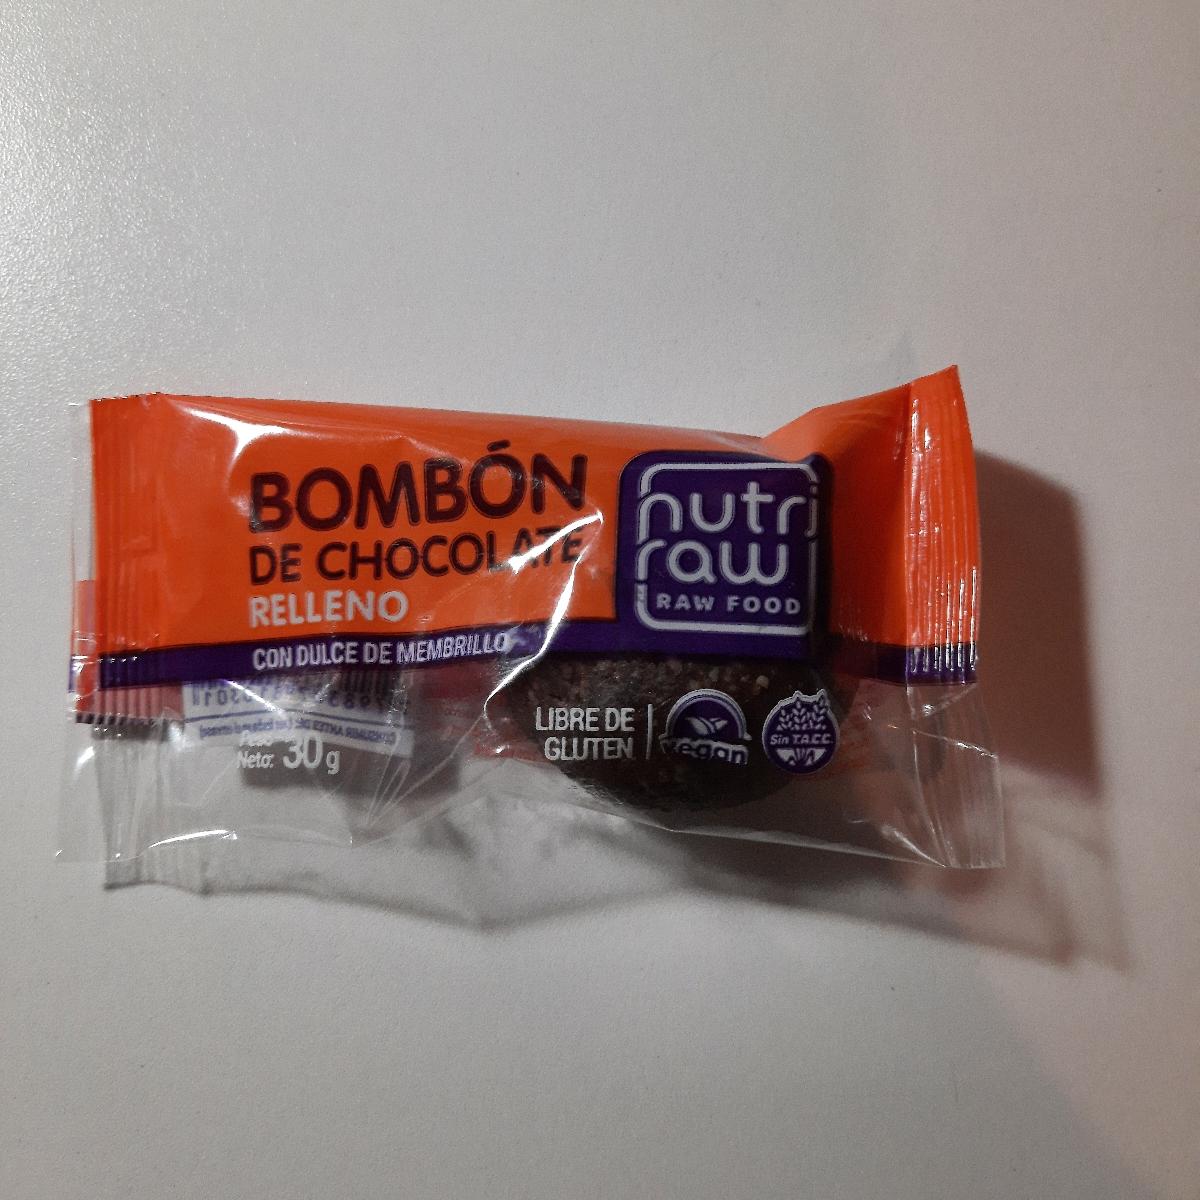 BOMBÓN
DE CHOCOLATE
RELLENO
CON DULCE DE MEMBRILLO
nutri
raw
RAW FOOD
LIBRE DE
GLUTEN
vegan
Sin T.A.C.C.
Neto: 30g